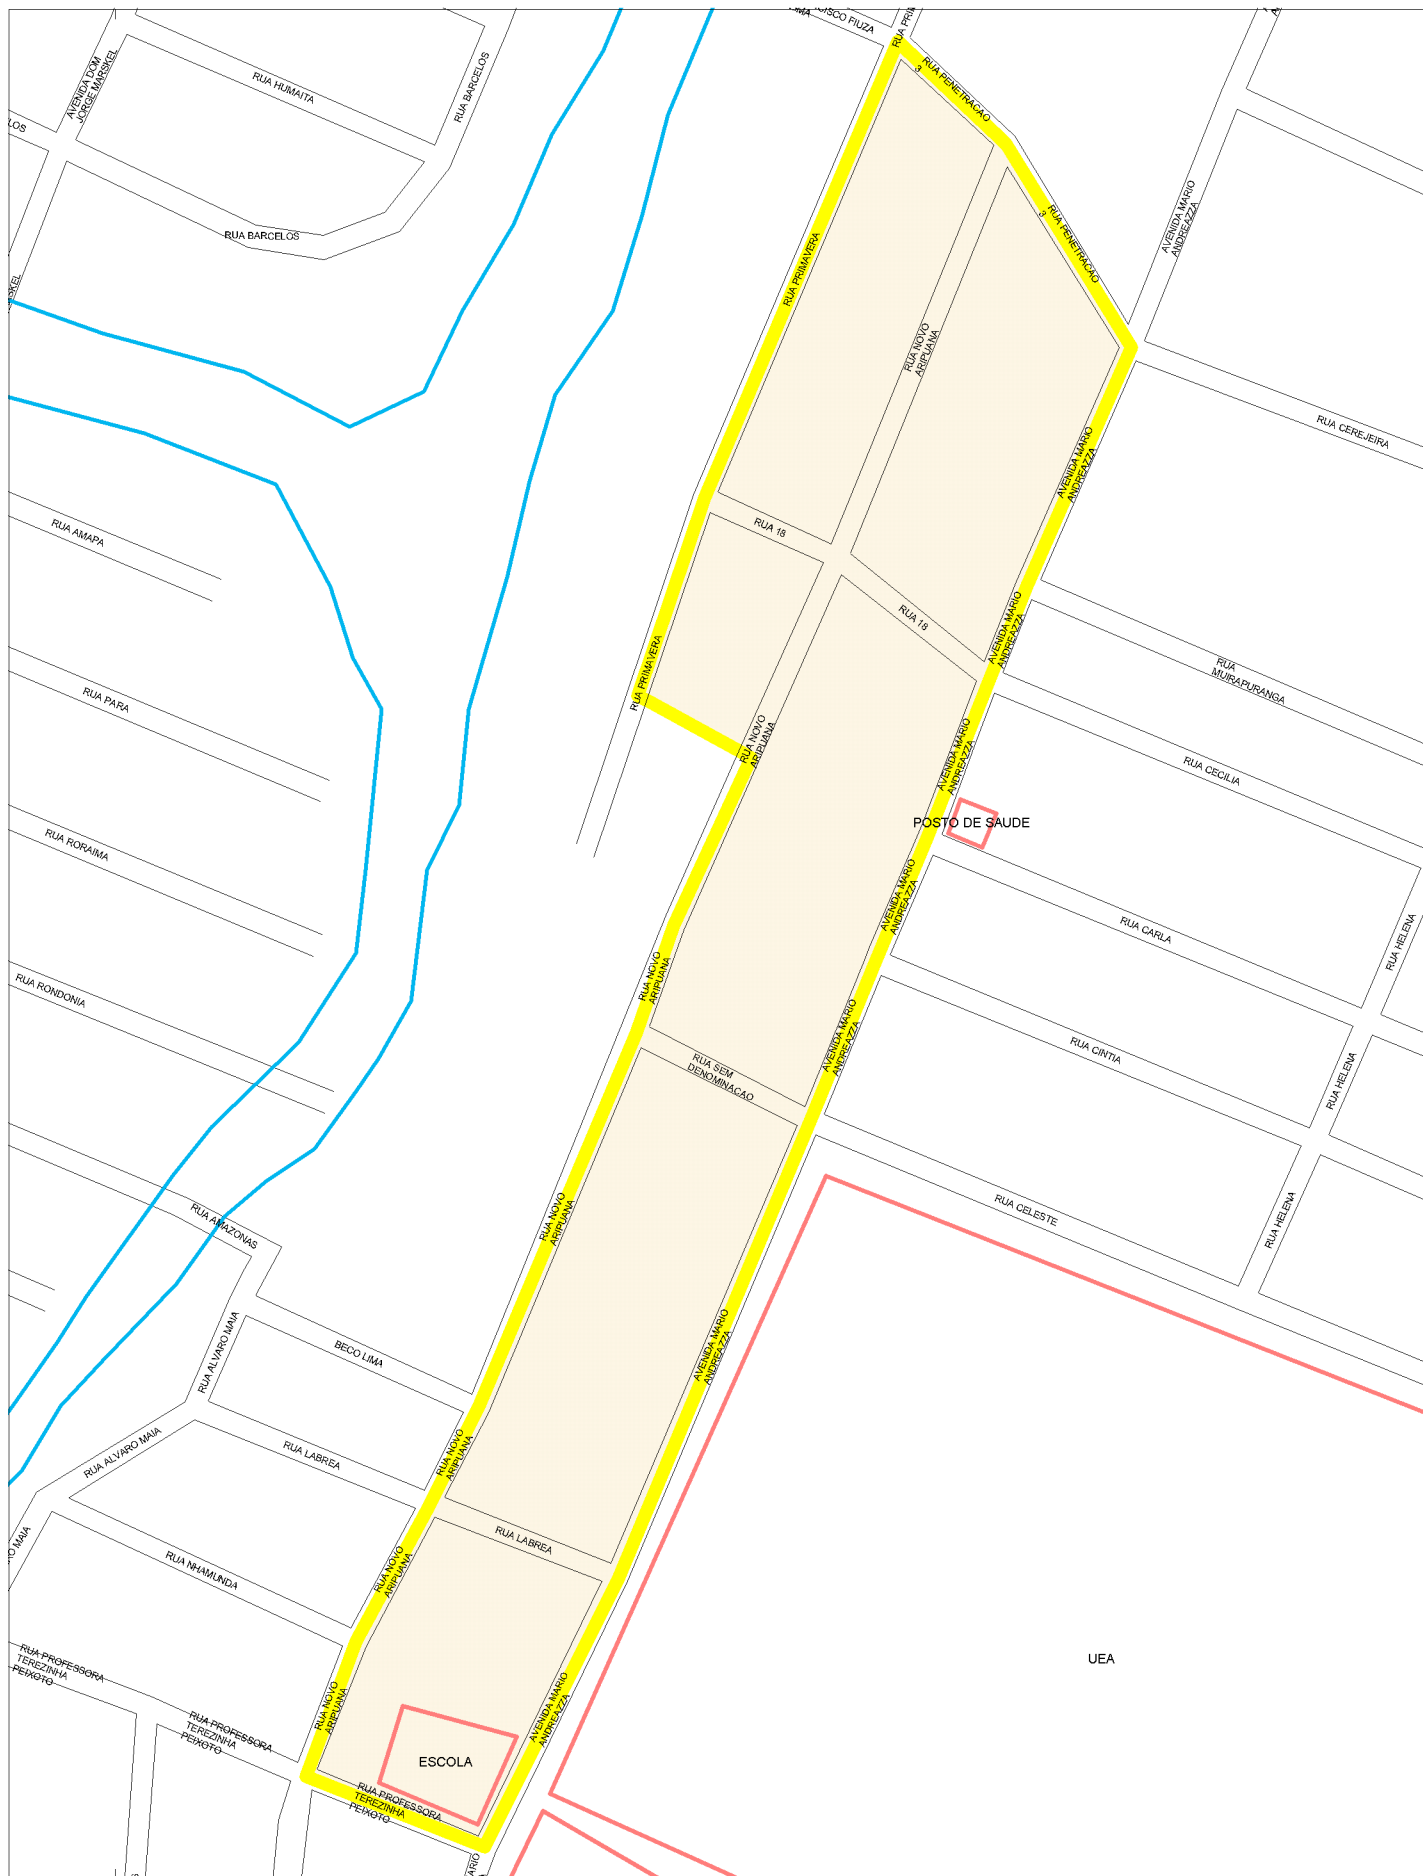 RUA PENETRACAO
3
RUA HUMAITA
AVENIDA DOM
JORGE MARSKEL
RUA BARCELOS
RUA BARCELOS
RUA PENETRACAO
3
AVENIDA MARIO
ANDREAZZA
RUA PRIMAVERA
RUA NOVO
ARIPUANA
RUA CEREJEIRA
AVENIDA MARIO
ANDREAZZA
RUA AMAPA
RUA 18
RUA 18
AVENIDA MARIO
ANDREAZZA
RUA
MUIRAPURANGA
RUA PRIMAVERA
RUA PARA
RUA NOVO
ARIPUANA
AVENIDA MARIO
ANDREAZZA
RUA CECILIA
POSTO DE SAUDE
RUA RORAIMA
AVENIDA MARIO
ANDREAZZA
RUA CARLA
RUA HELENA
RUA NOVO
ARIPUANA
RUA RONDONIA
AVENIDA MARIO
ANDREAZZA
RUA CINTIA
RUA HELENA
RUA SEM
DENOMINACAO
RUA AMAZONAS
RUA NOVO
ARIPUANA
RUA CELESTE
RUA HELENA
RUA ALVARO MAIA
BECO LIMA
AVENIDA MARIO
ANDREAZZA
RUA ALVARO MAIA
RUA LABREA
RUA NOVO
ARIPUANA
RUA LABREA
RUA NHAMUNDA
RUA NOVO
ARIPUANA
UEA
RUA PROFESSORA
TEREZINHA
PEIXOTO
RUA PROFESSORA
TEREZINHA
PEIXOTO
RUA NOVO
ARIPUANA
AVENIDA MARIO
ANDREAZZA
ESCOLA
RUA PROFESSORA
TEREZINHA
PEIXOTO